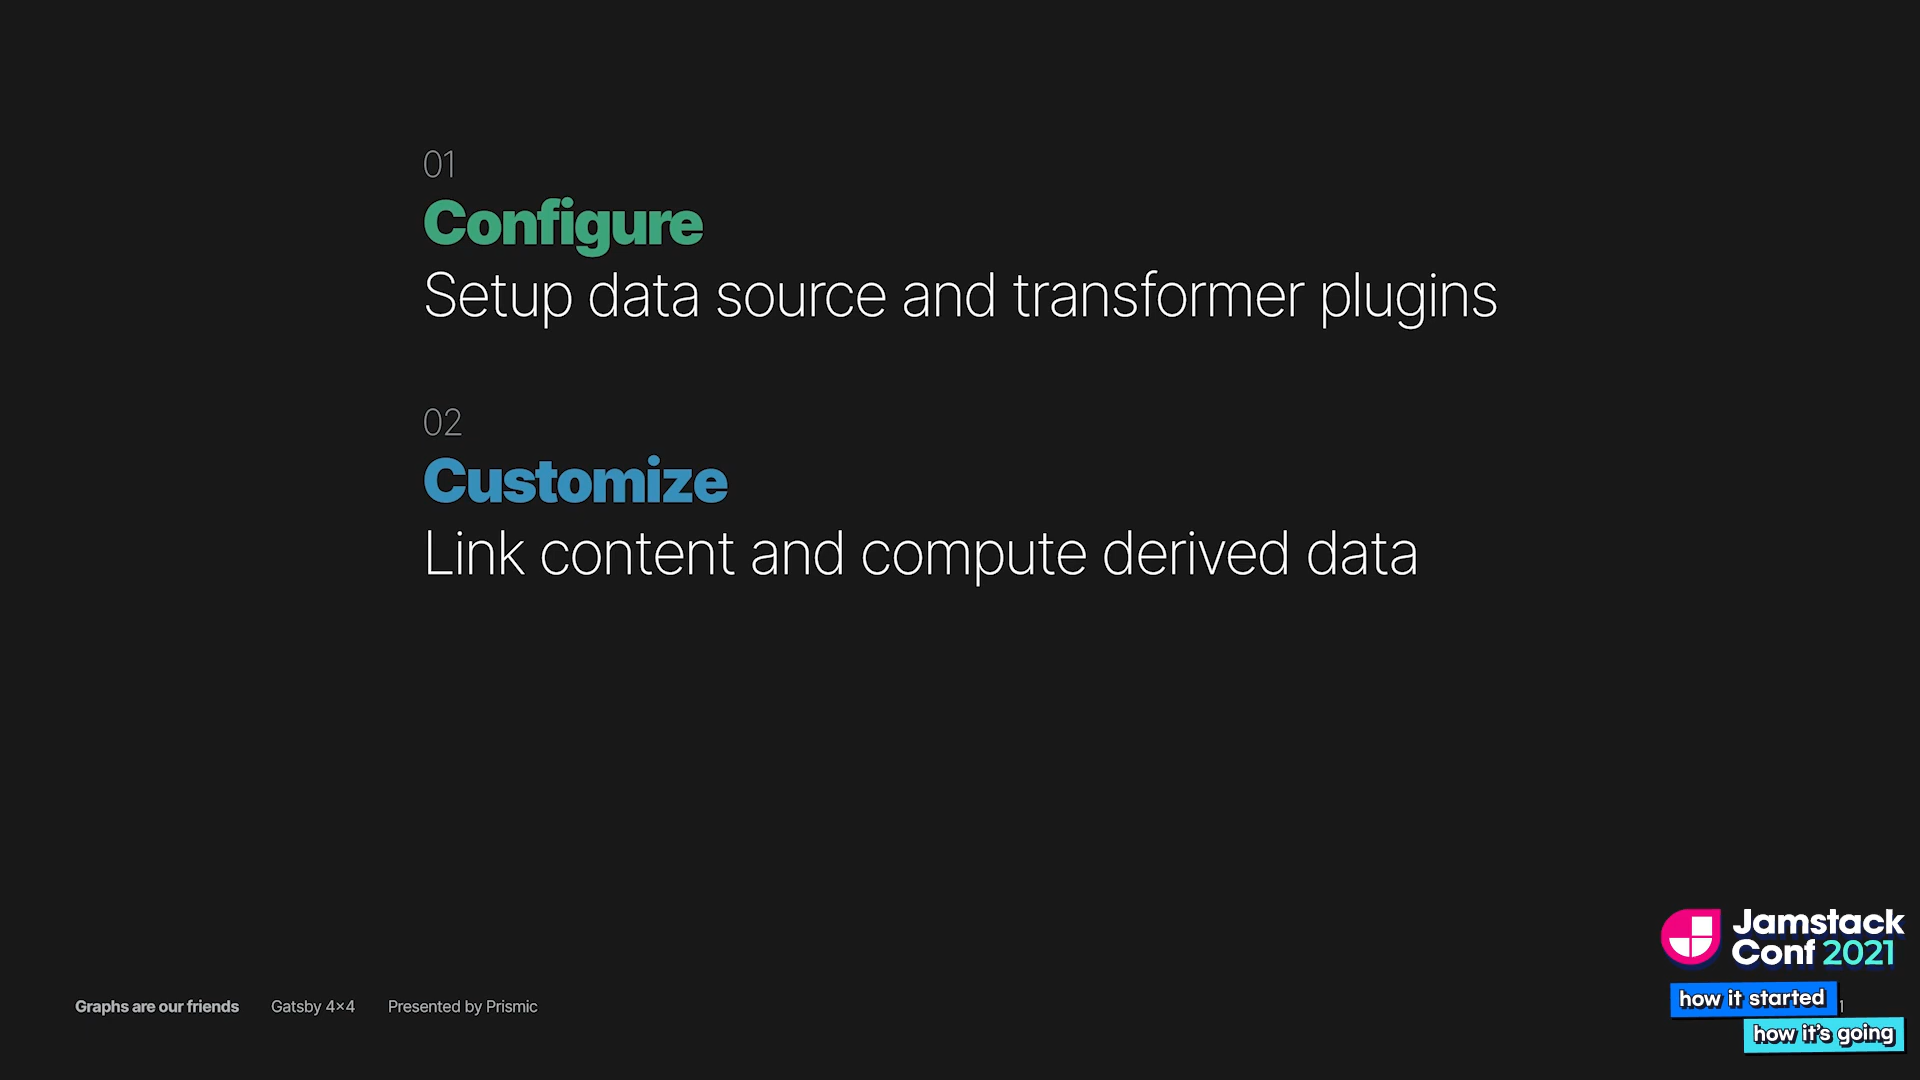 01
Configure
Setup data source and transformer plugins
02
Customize
Link content and compute derived data
Graphs are our friends Gatsby 4×4 Presented by Prismic
Jamstack
Conf 2021
how it started
how it's going